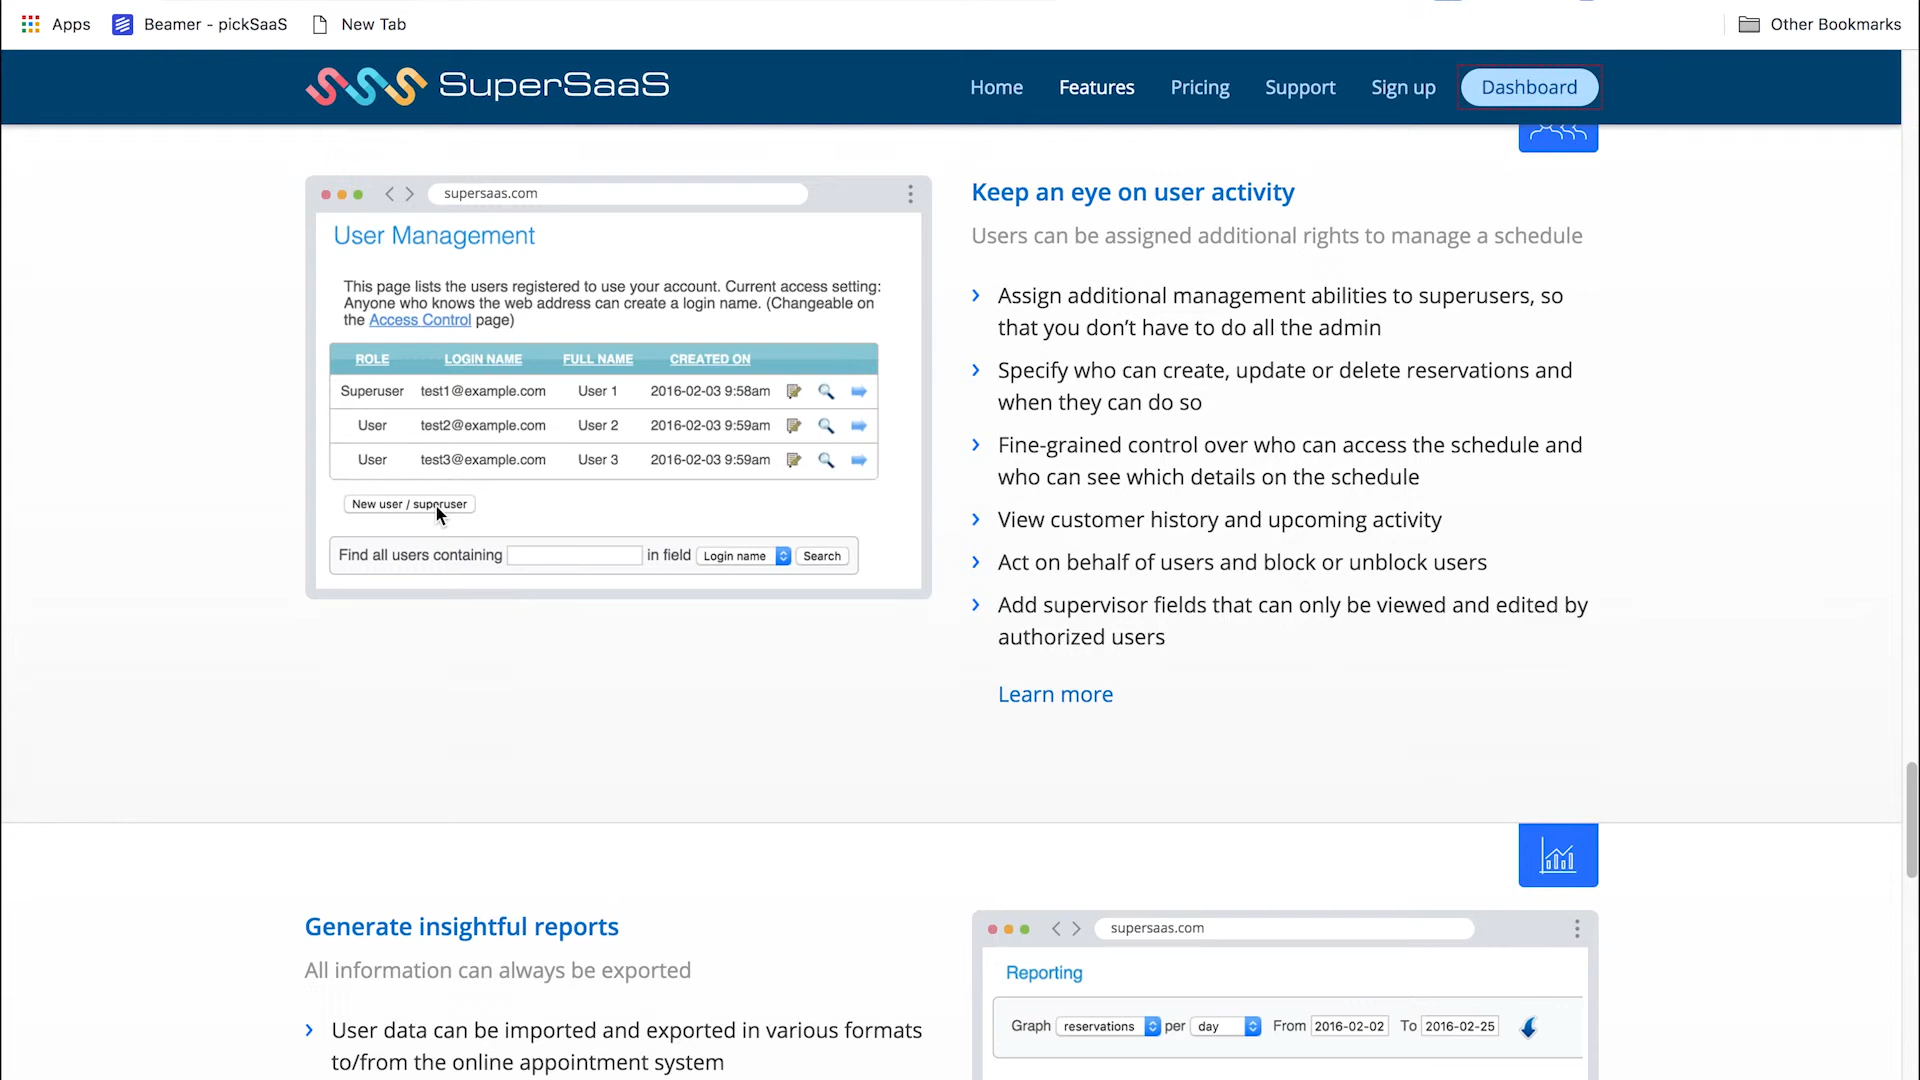 Apps
Beamer - pickSaaS
New Tab
Other Bookmarks
SuperSaaS
Home
Features
Pricing
Support
Sign up
Dashboard
supersaas.com
User Management
This page lists the users registered to use your account. Current access setting:
Anyone who knows the web address can create a login name. (Changeable on
the Access Control page)
ROLE LOGIN NAME FULL NAME CREATED ON
Superuser test1@example.com User 1 2016-02-03 9:58am
User test2@example.com User 2 2016-02-03 9:59am
User test3@example.com User 3 2016-02-03 9:59am
New user / superuser
Find all users containing in field Login name Search
Keep an eye on user activity
Users can be assigned additional rights to manage a schedule
Assign additional management abilities to superusers, so
that you don’t have to do all the admin
Specify who can create, update or delete reservations and
when they can do so
Fine-grained control over who can access the schedule and
who can see which details on the schedule
View customer history and upcoming activity
Act on behalf of users and block or unblock users
Add supervisor fields that can only be viewed and edited by
authorized users
Learn more
Generate insightful reports
All information can always be exported
User data can be imported and exported in various formats
to/from the online appointment system
supersaas.com
Reporting
Graph reservations per day From 2016-02-02 To 2016-02-25